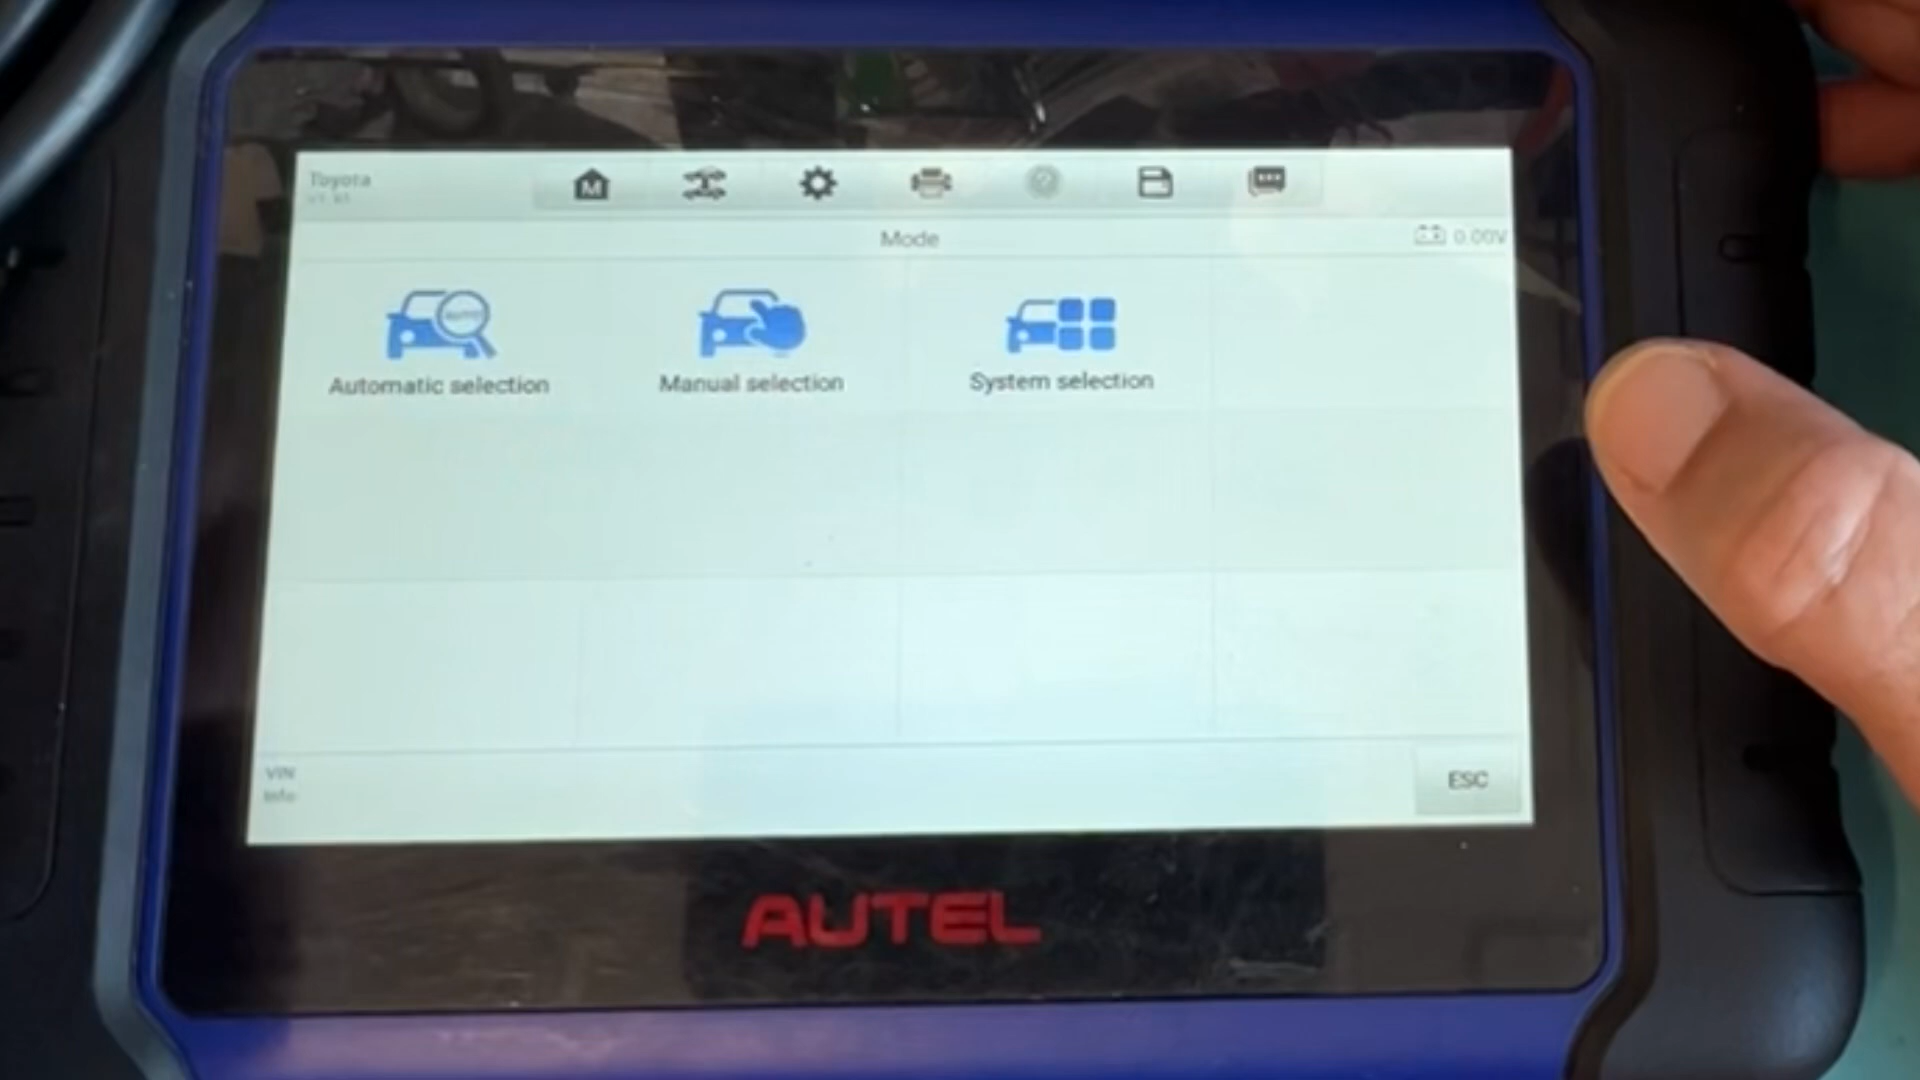 Toyota
Mode
0.00V
Automatic selection
Manual selection
System selection
VIN
Info
ESC
AUTEL